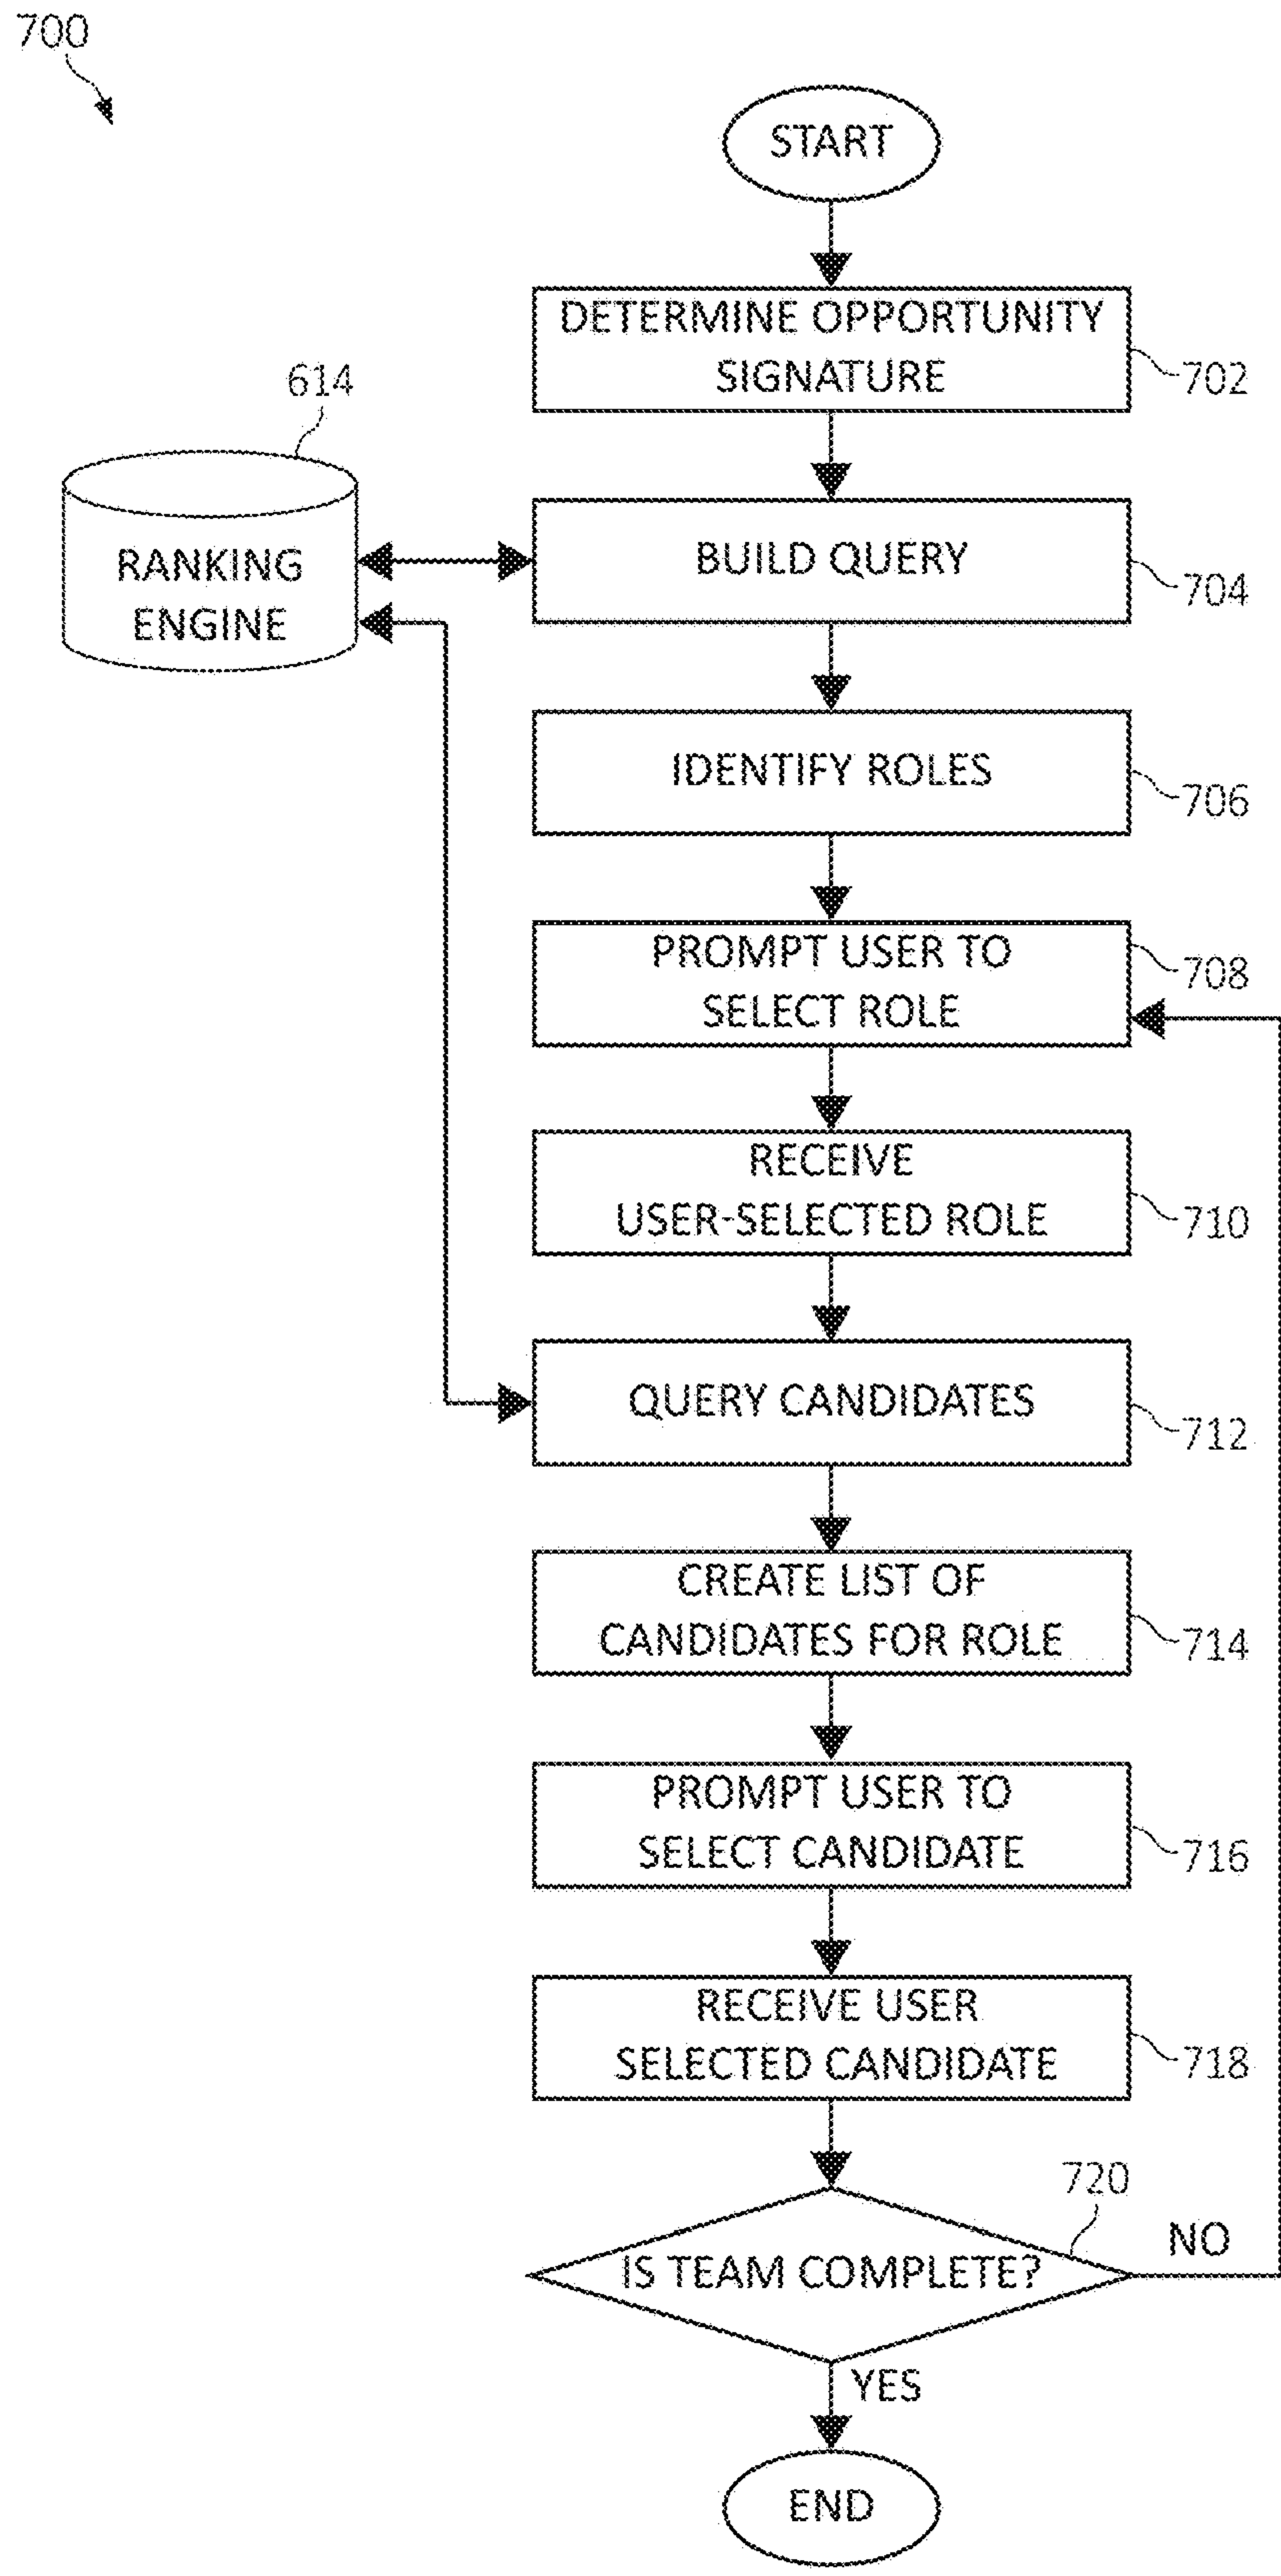 700
START
DETERMINE OPPORTUNITY
SIGNATURE
702
614
RANKING
ENGINE
BUILD QUERY
704
IDENTIFY ROLES
706
PROMPT USER TO
SELECT ROLE
708
RECEIVE
USER-SELECTED ROLE
710
QUERY CANDIDATES
712
CREATE LIST OF
CANDIDATES FOR ROLE
714
PROMPT USER TO
SELECT CANDIDATE
716
RECEIVE USER
SELECTED CANDIDATE
718
720
IS TEAM COMPLETE?
NO
YES
END